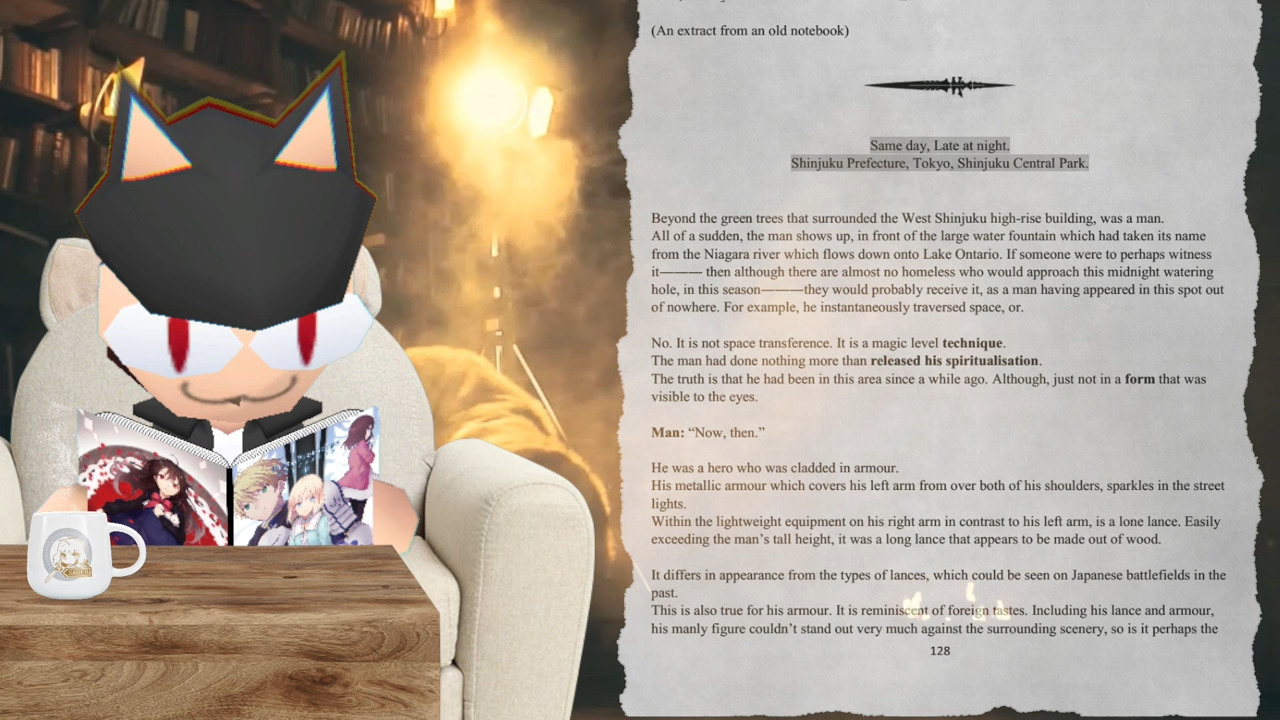 (An extract from an old notebook)
Same day, Late at night.
Shinjuku Prefecture, Tokyo, Shinjuku Central Park.
Beyond the green trees that surrounded the West Shinjuku high-rise building, was a man.
All of a sudden, the man shows up, in front of the large water fountain which had taken its name
from the Niagara river which flows down onto Lake Ontario. If someone were to perhaps witness
it——— then although there are almost no homeless who would approach this midnight watering
hole, in this season———they would probably receive it, as a man having appeared in this spot out
of nowhere. For example, he instantaneously traversed space, or.
No. It is not space transference. It is a magic level technique.
The man had done nothing more than released his spiritualisation.
The truth is that he had been in this area since a while ago. Although, just not in a form that was
visible to the eyes.
Man: “Now, then.”
He was a hero who was cladded in armour.
His metallic armour which covers his left arm from over both of his shoulders, sparkles in the street
lights.
Within the lightweight equipment on his right arm in contrast to his left arm, is a lone lance. Easily
exceeding the man’s tall height, it was a long lance that appears to be made out of wood.
It differs in appearance from the types of lances, which could be seen on Japanese battlefields in the
past.
This is also true for his armour. It is reminiscent of foreign tastes. Including his lance and armour,
his manly figure couldn’t stand out very much against the surrounding scenery, so is it perhaps the
128